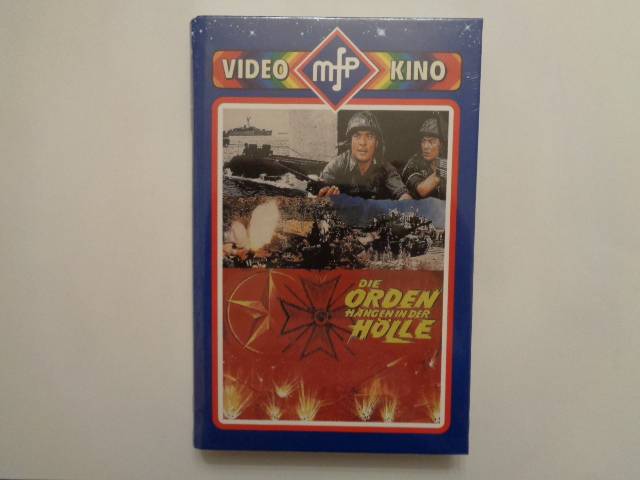 VIDEO mfp KINO
DIE
ORDEN
HÄNGEN IN DER
HÖLLE